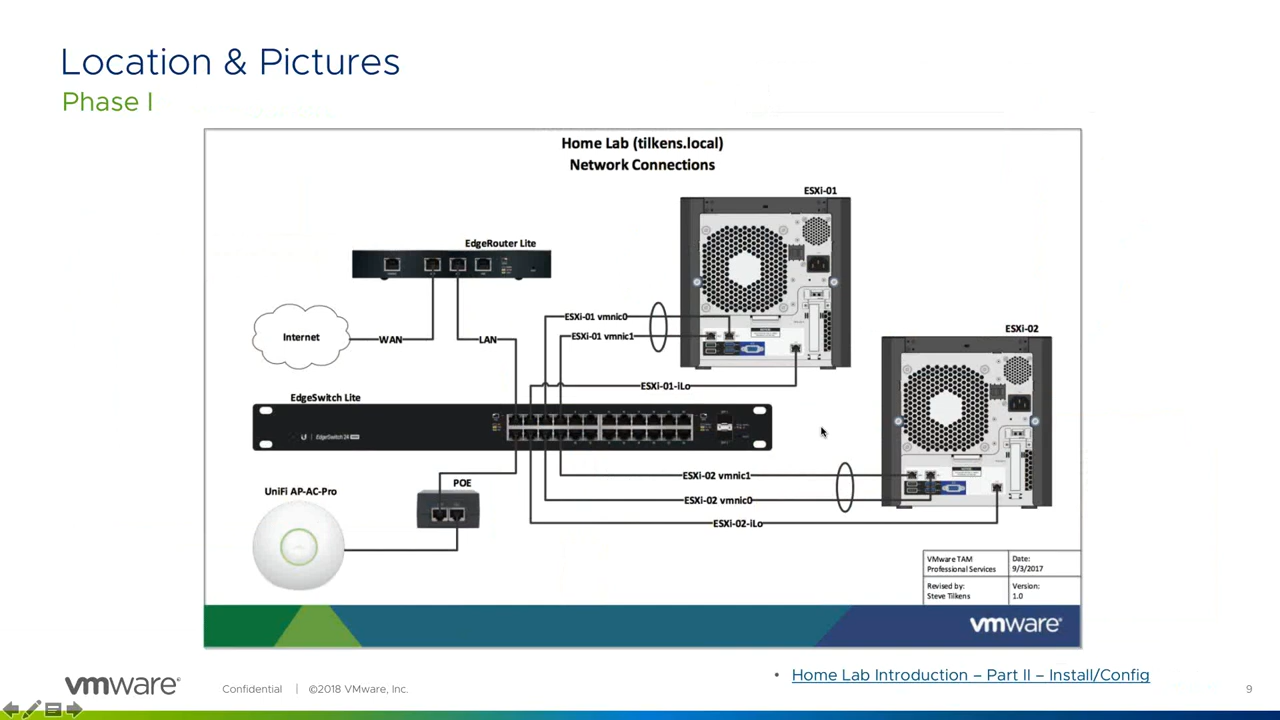 Location & Pictures
Phase I
Home Lab (tilkens.local)
Network Connections
ESXi-01
EdgeRouter Lite
Internet
WAN
LAN
ESXi-01 vmnic0
ESXi-01 vmnic1
ESXi-01-iLo
ESXi-02
EdgeSwitch Lite
EdgeSwitch 24
ESXi-02 vmnic1
ESXi-02 vmnic0
ESXi-02-iLo
POE
UniFi AP-AC-Pro
VMware TAM
Professional Services
Date:
9/3/2017
Revised by:
Steve Tilkens
Version:
1.0
vmware®
• Home Lab Introduction – Part II – Install/Config
vmware®
Confidential | ©2018 VMware, Inc.
9